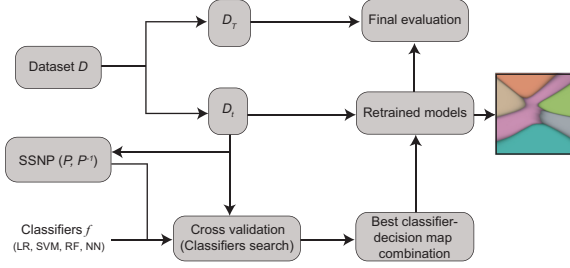 D_T
Final evaluation
Dataset D
D_t
Retrained models
SSNP (P, P⁻¹)
Classifiers f
(LR, SVM, RF, NN)
Cross validation
(Classifiers search)
Best classifier-
decision map
combination